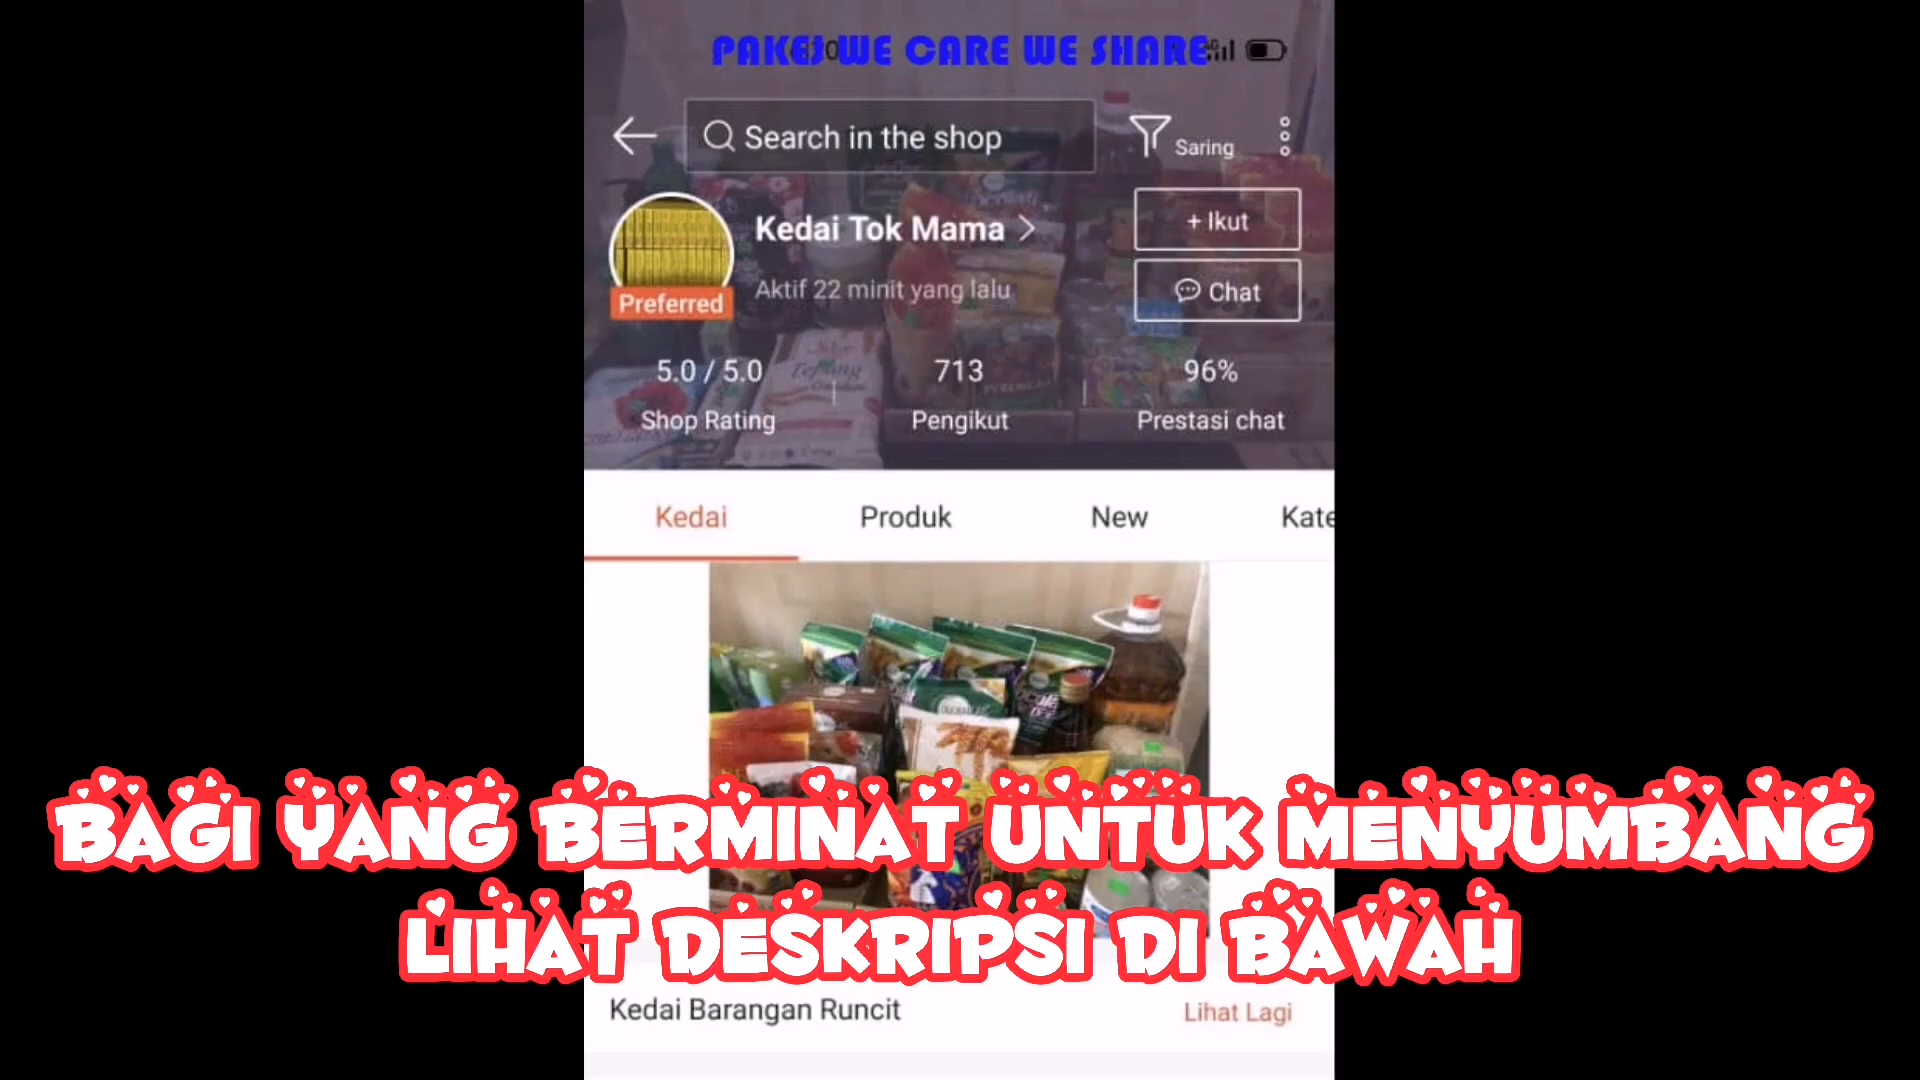 PAKEJ WE CARE WE SHARE
Search in the shop
Saring
Kedai Tok Mama
+ Ikut
Preferred
Aktif 22 minit yang lalu
Chat
5.0 / 5.0
713
96%
Shop Rating
Pengikut
Prestasi chat
Kedai
Produk
New
Kate
BAGI YANG BERMINAT UNTUK MENYUMBANG
LIHAT DESKRIPSI DI BAWAH
Kedai Barangan Runcit
Lihat Lagi